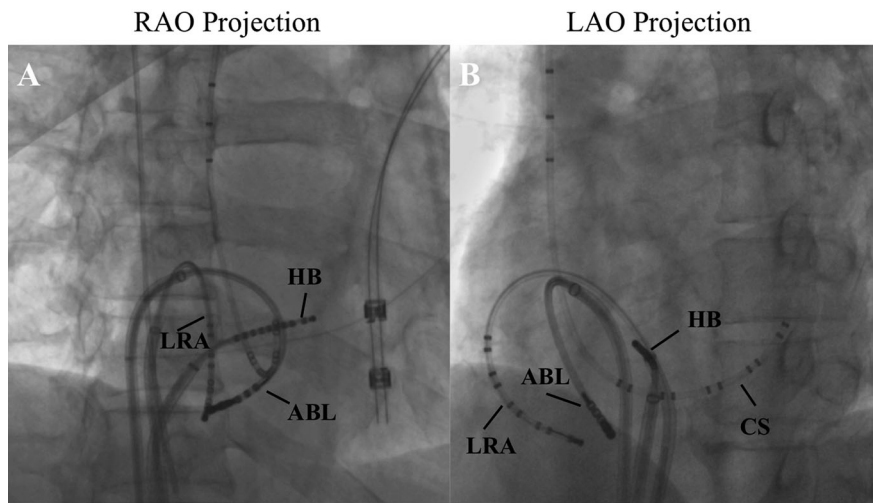 RAO Projection
LAO Projection
A
B
HB
LRA
ABL
HB
ABL
LRA
CS